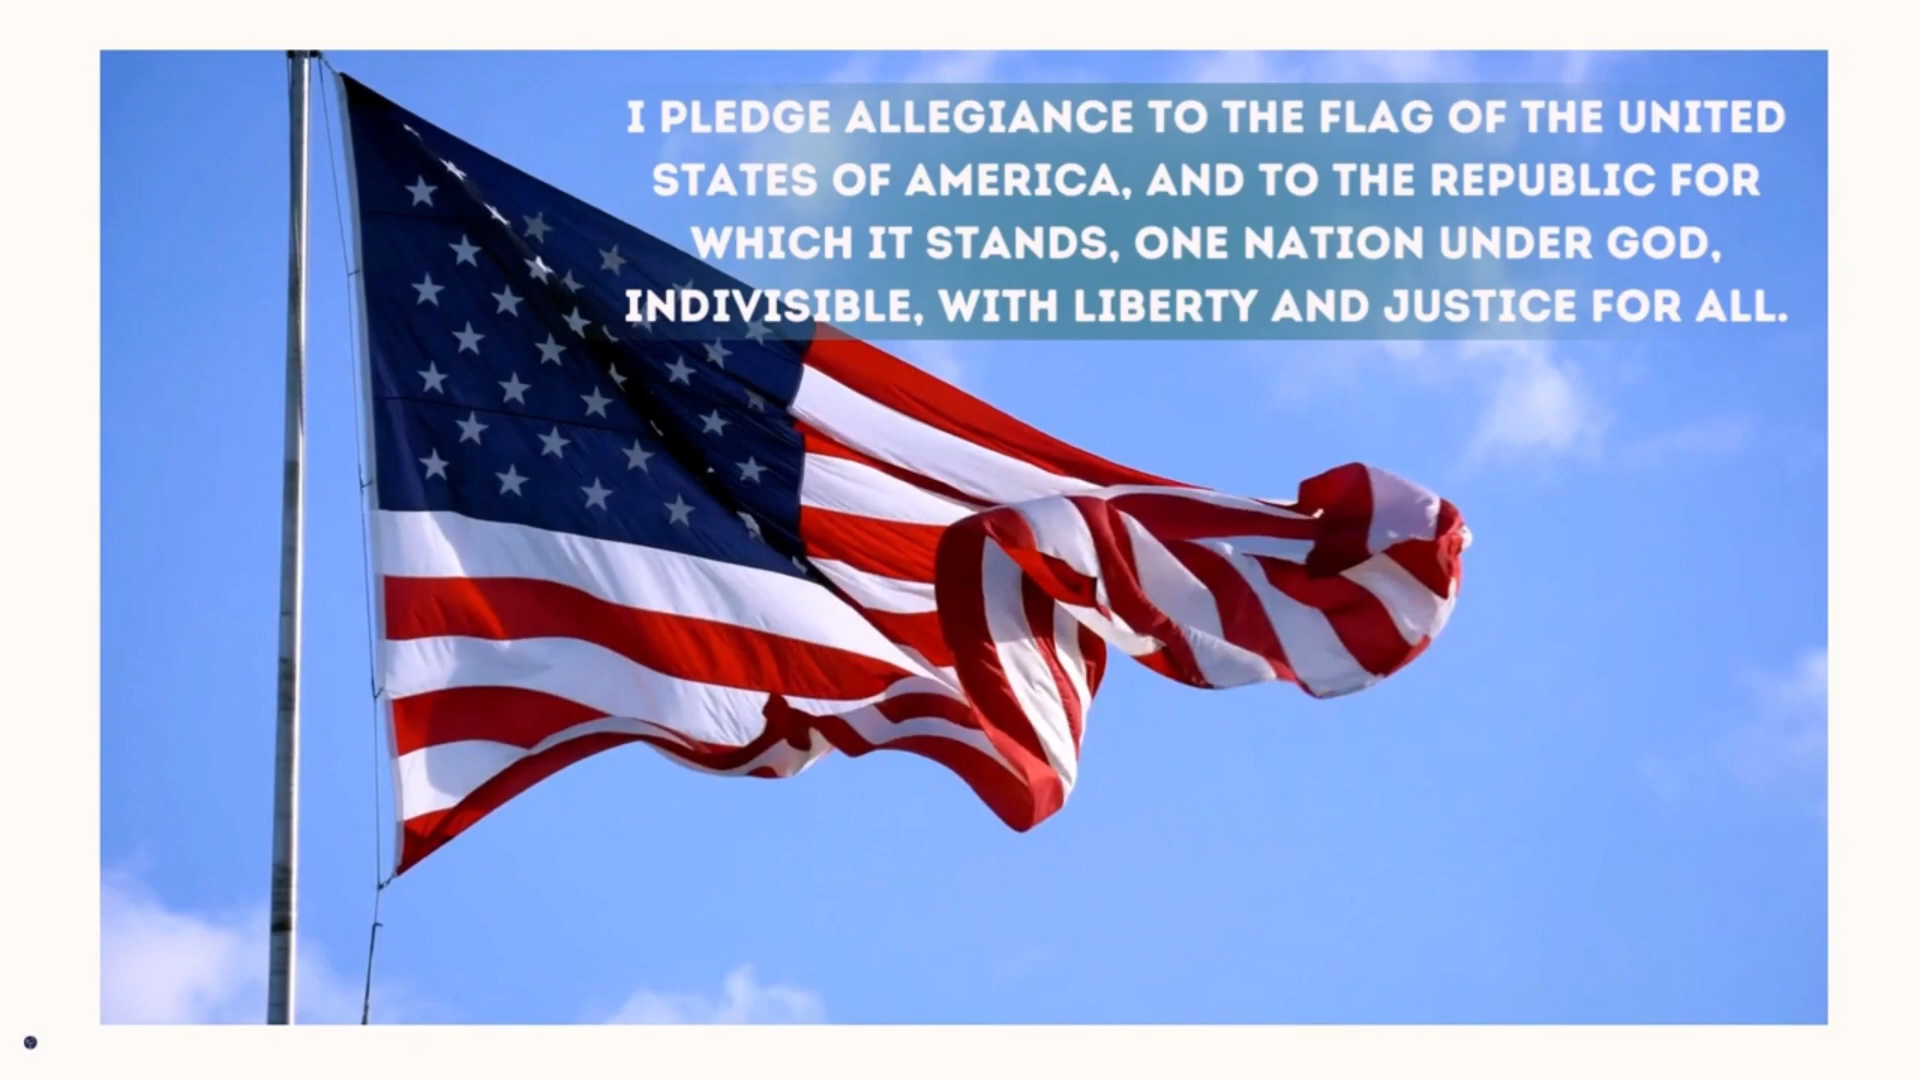 I PLEDGE ALLEGIANCE TO THE FLAG OF THE UNITED
STATES OF AMERICA, AND TO THE REPUBLIC FOR
WHICH IT STANDS, ONE NATION UNDER GOD,
INDIVISIBLE, WITH LIBERTY AND JUSTICE FOR ALL.